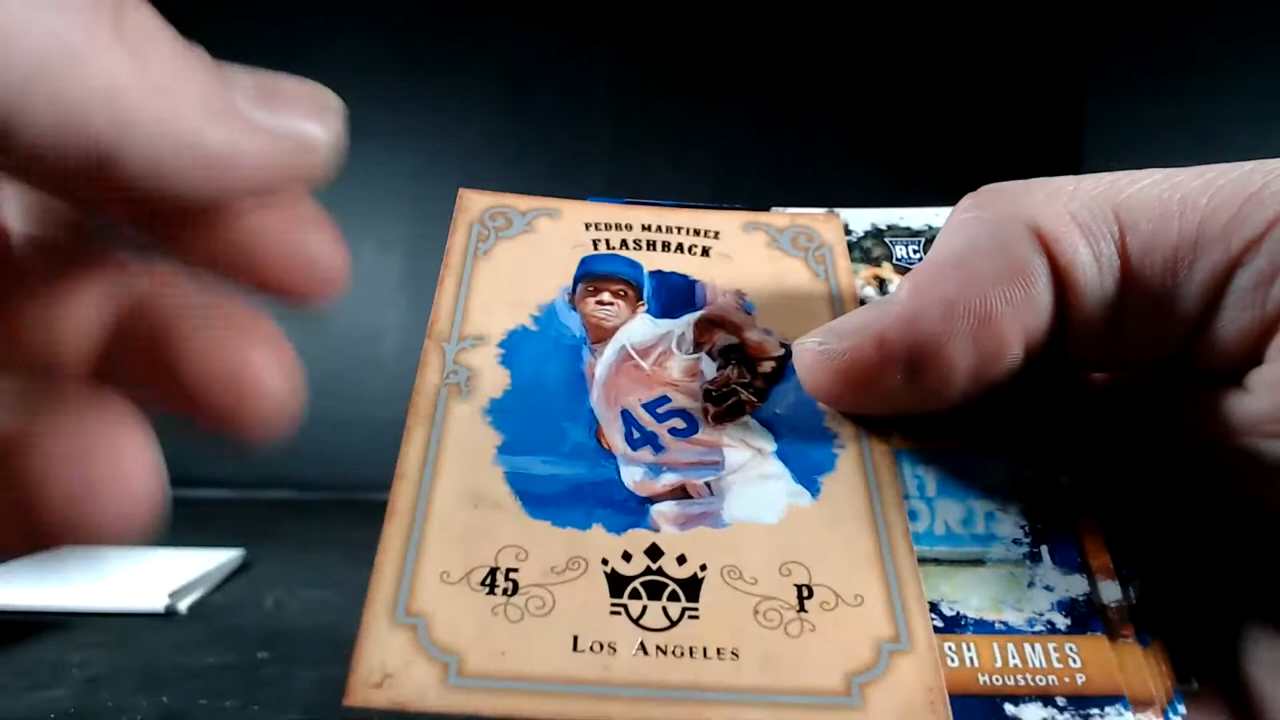 PEDRO MARTINEZ
FLASHBACK
RC
45
45
P
LOS ANGELES
SH JAMES
Houston - P